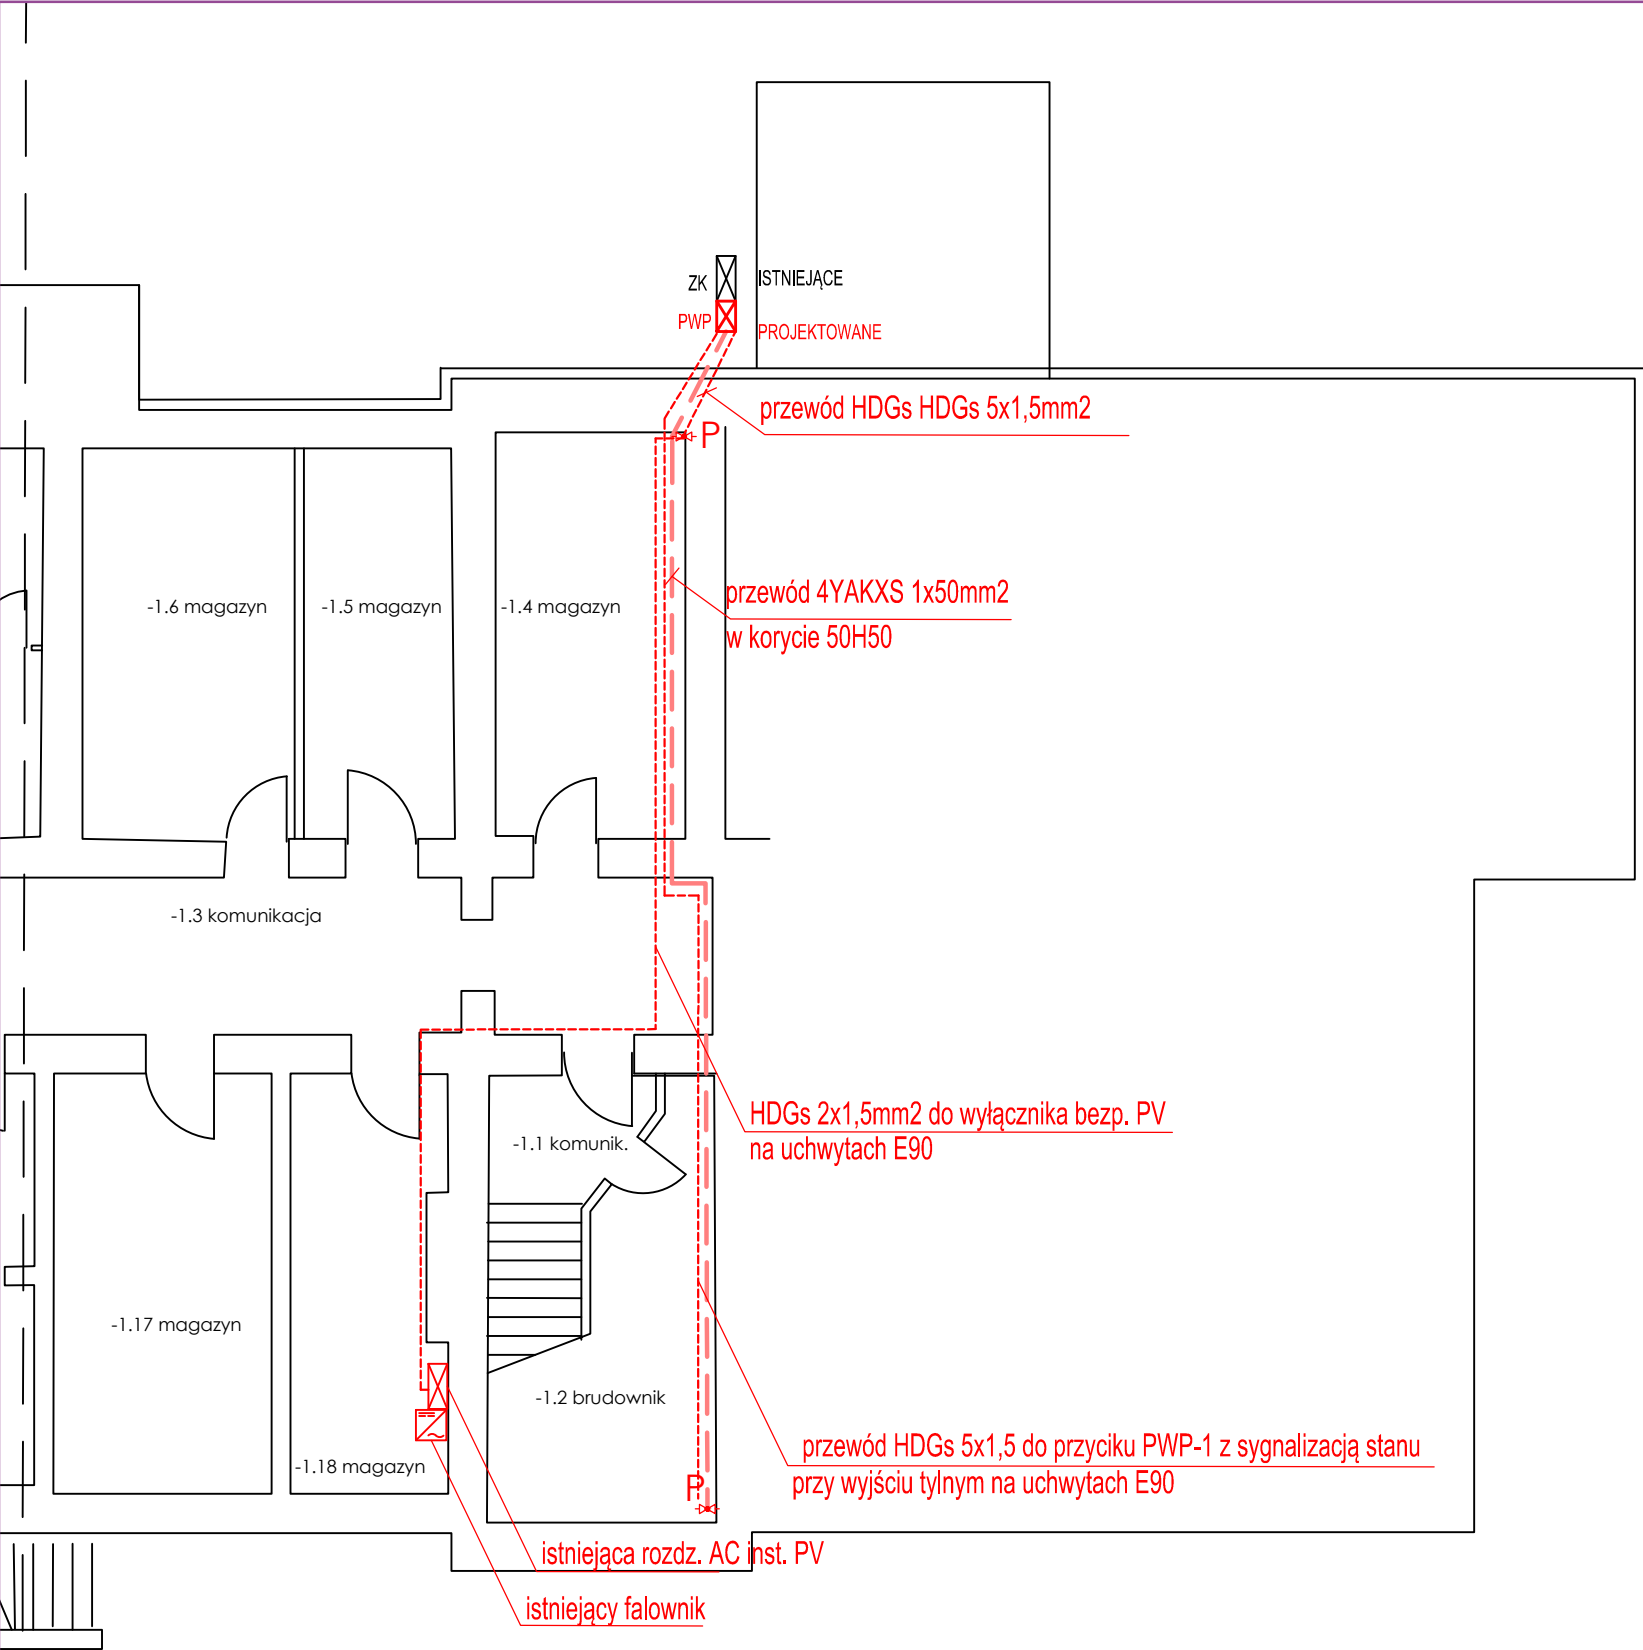 ZK
ISTNIEJĄCE
PWP
PROJEKTOWANE
przewód HDGs HDGs 5x1,5mm2
P
przewód 4YAKXS 1x50mm2
w korycie 50H50
-1.6 magazyn
-1.5 magazyn
-1.4 magazyn
-1.3 komunikacja
HDGs 2x1,5mm2 do wyłącznika bezp. PV
na uchwytach E90
-1.1 komunik.
-1.17 magazyn
-1.2 brudownik
-1.18 magazyn
przewód HDGs 5x1,5 do przyciku PWP-1 z sygnalizacją stanu
przy wyjściu tylnym na uchwytach E90
P
istniejąca rozdz. AC inst. PV
istniejący falownik